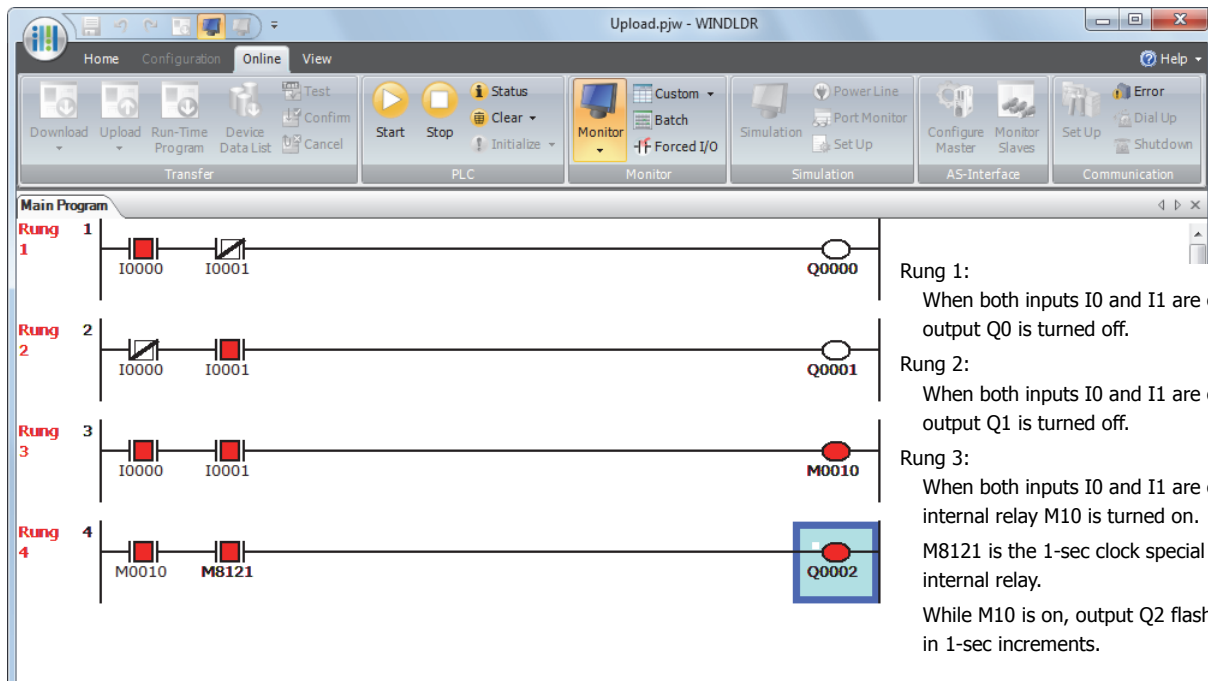 Upload.pjw - WINDLDR
Home Configuration Online View Help
Download
Upload
Run-Time Program
Device Data List
Test
Confirm
Cancel
Transfer
Start
Stop
Status
Clear
Initialize
PLC
Monitor
Custom
Batch
Forced I/O
Monitor
Simulation
Power Line
Port Monitor
Set Up
Simulation
Configure Master
Monitor Slaves
AS-Interface
Set Up
Error
Dial Up
Shutdown
Communication
Main Program
Rung 1
1
I0000 I0001 Q0000
Rung 2
2
I0000 I0001 Q0001
Rung 3
3
I0000 I0001 M0010
Rung 4
4
M0010 M8121 Q0002
Rung 1:
When both inputs I0 and I1 are
output Q0 is turned off.
Rung 2:
When both inputs I0 and I1 are
output Q1 is turned off.
Rung 3:
When both inputs I0 and I1 are
internal relay M10 is turned on.
M8121 is the 1-sec clock special
internal relay.
While M10 is on, output Q2 flash
in 1-sec increments.